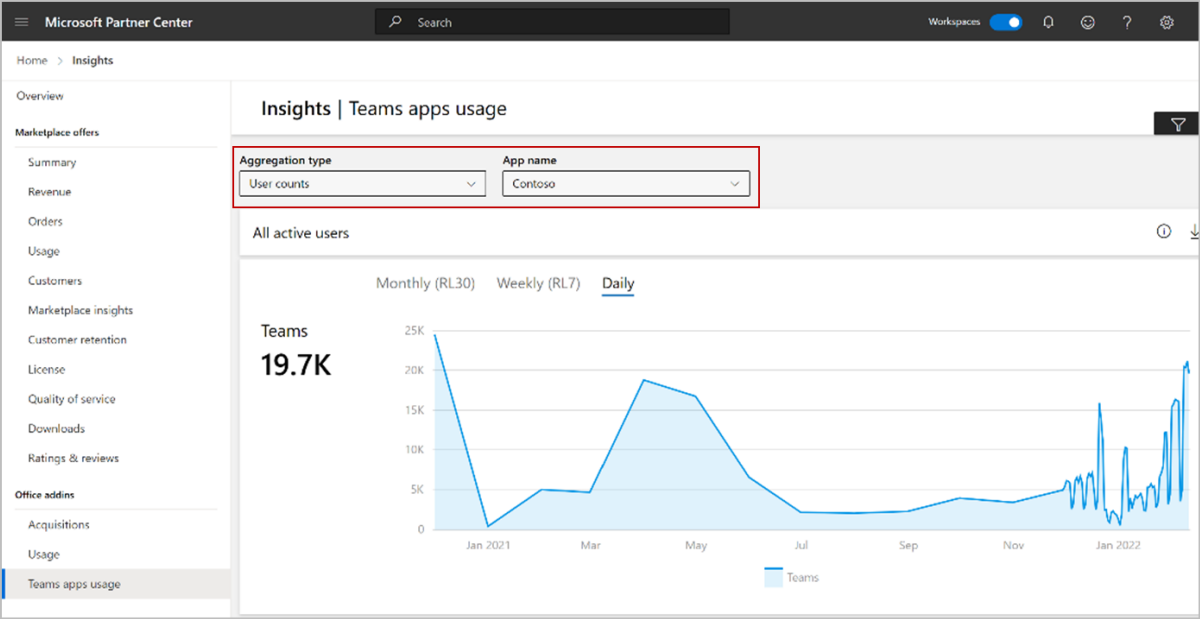 Microsoft Partner Center
Search
Workspaces
Home > Insights
Overview
Marketplace offers
Summary
Revenue
Orders
Usage
Customers
Marketplace insights
Customer retention
License
Quality of service
Downloads
Ratings & reviews
Office addins
Acquisitions
Usage
Teams apps usage
Insights | Teams apps usage
Aggregation type
User counts
App name
Contoso
All active users
Monthly (RL30) Weekly (RL7) Daily
Teams
19.7K
25K
20K
15K
10K
5K
0
Jan 2021 Mar May Jul Sep Nov Jan 2022
Teams